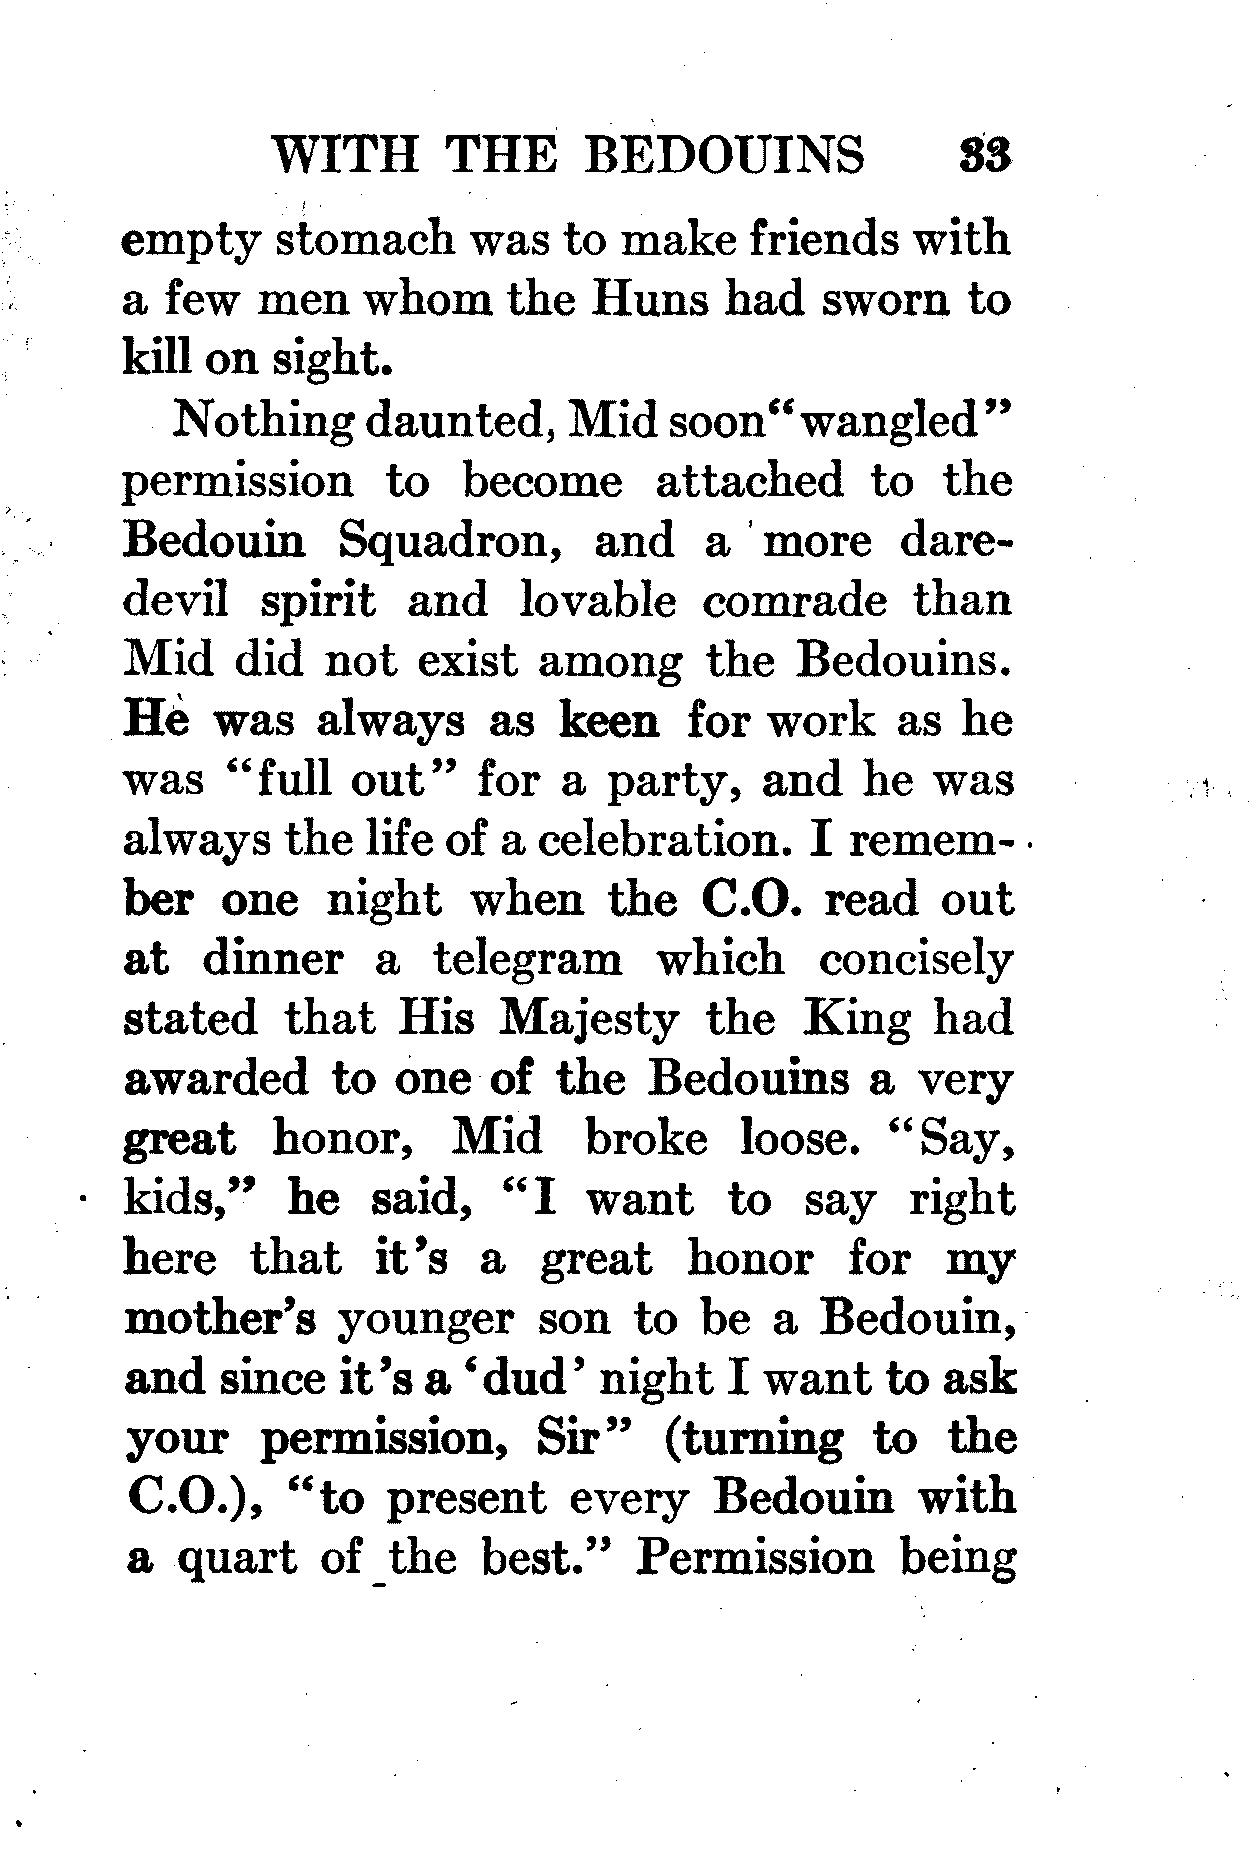 WITH THE BEDOUINS 33
empty stomach was to make friends with
a few men whom the Huns had sworn to
kill on sight.
Nothing daunted, Mid soon “wangled”
permission to become attached to the
Bedouin Squadron, and a more dare-
devil spirit and lovable comrade than
Mid did not exist among the Bedouins.
He was always as keen for work as he
was “full out” for a party, and he was
always the life of a celebration. I remem-
ber one night when the C.O. read out
at dinner a telegram which concisely
stated that His Majesty the King had
awarded to one of the Bedouins a very
great honor, Mid broke loose. “Say,
kids,” he said, “I want to say right
here that it’s a great honor for my
mother’s younger son to be a Bedouin,
and since it’s a ‘dud’ night I want to ask
your permission, Sir” (turning to the
C.O.), “to present every Bedouin with
a quart of the best.” Permission being